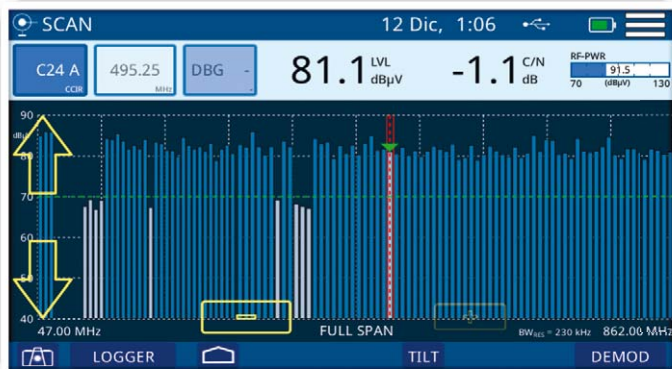 SCAN
12 Dic, 1:06
C24 A
CCIR
495.25
MHz
DBG -
81.1 LVL dBµV
-1.1 C/N dB
RF-PWR
91.5
70 (dBµV) 130
90
dBµV
80
70
60
50
40
47.00 MHz
FULL SPAN
BWRES = 230 kHz
862.00 MHz
LOGGER
TILT
DEMOD